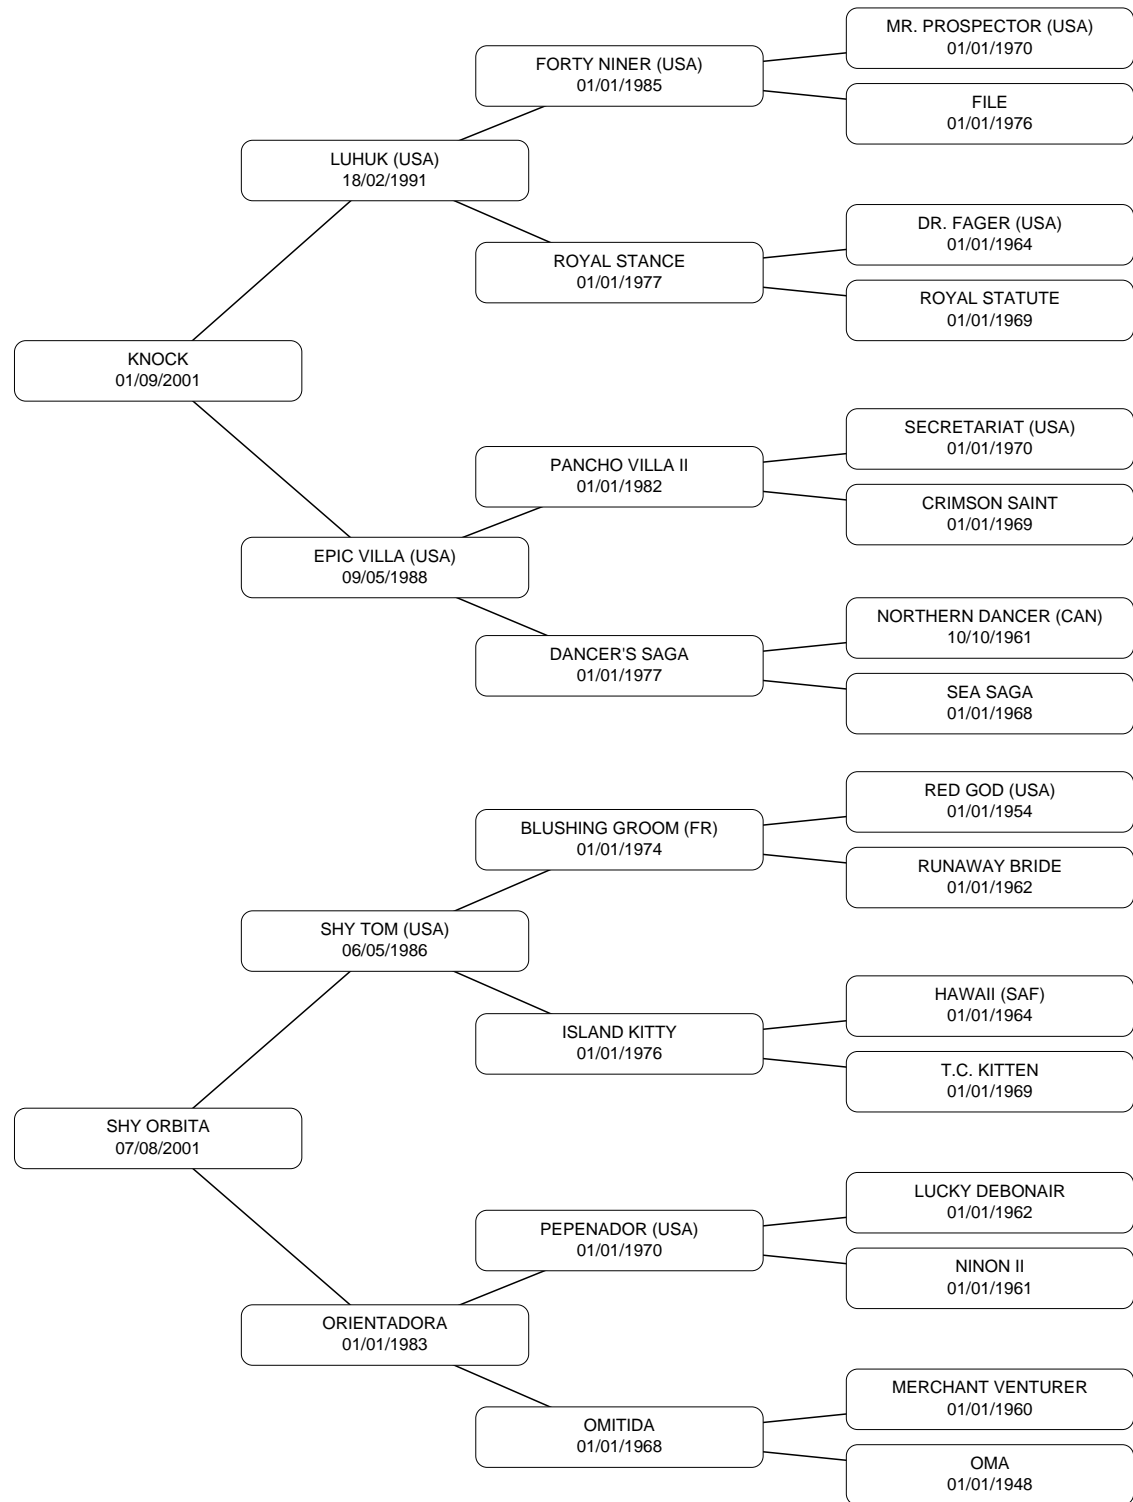 MR. PROSPECTOR (USA)
01/01/1970
FORTY NINER (USA)
01/01/1985
FILE
01/01/1976
LUHUK (USA)
18/02/1991
DR. FAGER (USA)
01/01/1964
ROYAL STANCE
01/01/1977
ROYAL STATUTE
01/01/1969
KNOCK
01/09/2001
SECRETARIAT (USA)
01/01/1970
PANCHO VILLA II
01/01/1982
CRIMSON SAINT
01/01/1969
EPIC VILLA (USA)
09/05/1988
NORTHERN DANCER (CAN)
10/10/1961
DANCER'S SAGA
01/01/1977
SEA SAGA
01/01/1968
RED GOD (USA)
01/01/1954
BLUSHING GROOM (FR)
01/01/1974
RUNAWAY BRIDE
01/01/1962
SHY TOM (USA)
06/05/1986
HAWAII (SAF)
01/01/1964
ISLAND KITTY
01/01/1976
T.C. KITTEN
01/01/1969
SHY ORBITA
07/08/2001
LUCKY DEBONAIR
01/01/1962
PEPENADOR (USA)
01/01/1970
NINON II
01/01/1961
ORIENTADORA
01/01/1983
MERCHANT VENTURER
01/01/1960
OMITIDA
01/01/1968
OMA
01/01/1948